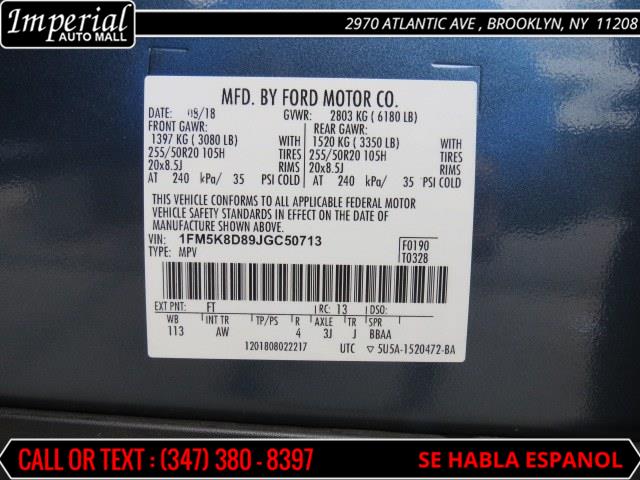 Imperial
AUTO MALL
2970 ATLANTIC AVE , BROOKLYN, NY 11208
MFD. BY FORD MOTOR CO.
DATE: 08/18 GVWR: 2803 KG ( 6180 LB)
FRONT GAWR: REAR GAWR:
1397 KG ( 3080 LB) WITH 1520 KG ( 3350 LB) WITH
255/50R20 105H TIRES 255/50R20 105H TIRES
20x8.5J RIMS 20x8.5J RIMS
AT 240 kPa/ 35 PSI COLD AT 240 kPa/ 35 PSI COLD
THIS VEHICLE CONFORMS TO ALL APPLICABLE FEDERAL MOTOR
VEHICLE SAFETY STANDARDS IN EFFECT ON THE DATE OF
MANUFACTURE SHOWN ABOVE.
VIN: 1FM5K8D89JGC50713 F0190
TYPE: MPV T0328
EXT PNT: FT RC: 13 DSO:
WB INT TR TP/PS R AXLE TR SPR
113 AW 4 3J J BBAA
1201808022217 UTC ▽ 5U5A-1520472-BA
CALL OR TEXT : (347) 380 - 8397 SE HABLA ESPANOL